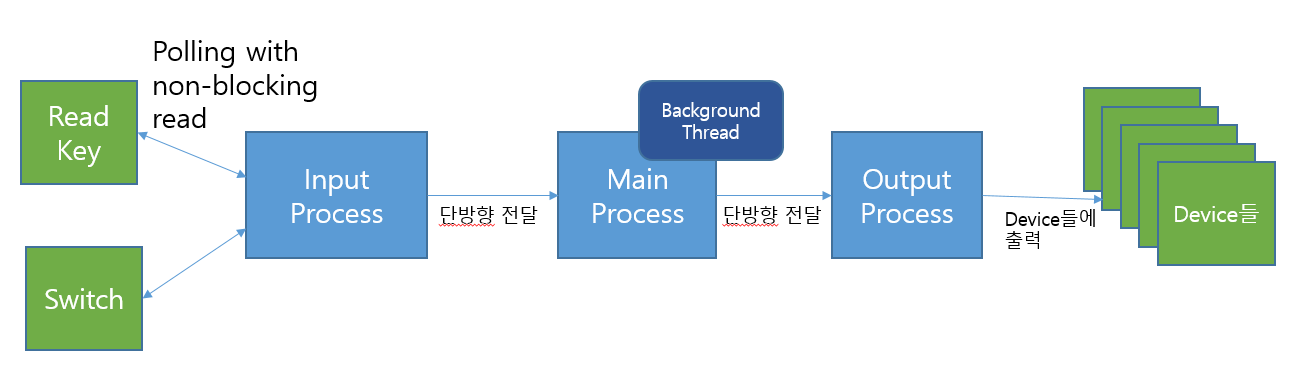 Polling with
non-blocking
read
Read
Key
Switch
Input
Process
단방향 전달
Background
Thread
Main
Process
단방향 전달
Output
Process
Device들에
출력
Device들